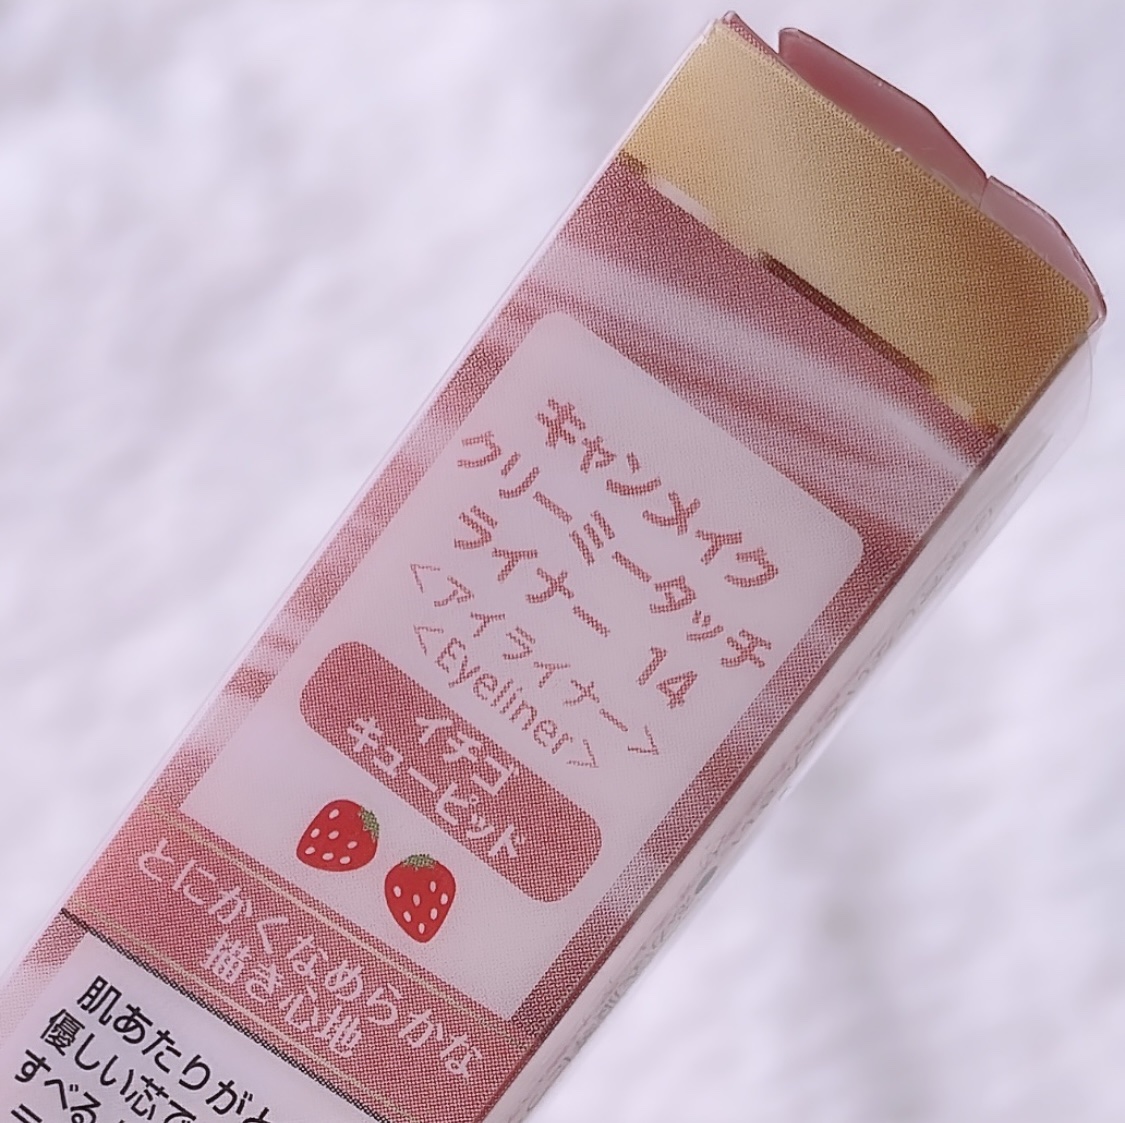 キャンメイク
クリーミータッチ
ライナー 14
<アイライナー>
<Eyeliner>
イチゴ
キューピッド
とにかくなめらかな
描き心地
肌あたりが
優しい芯で
すべる